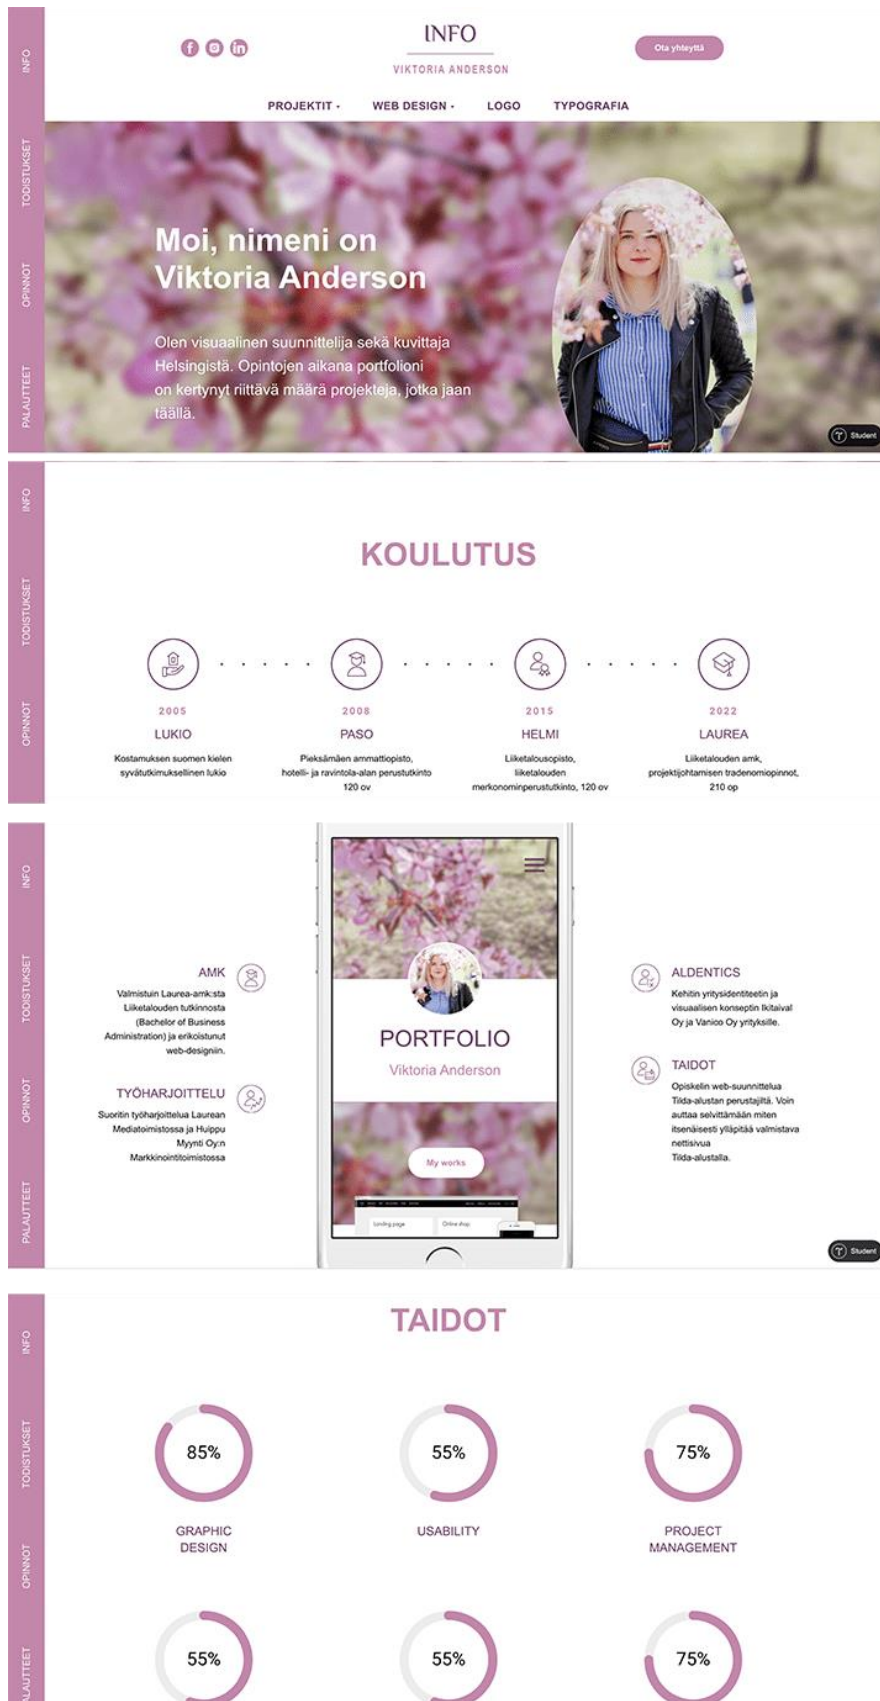 INFO
VIKTORIA ANDERSON
Ota yhteyttä
PROJEKTIT
WEB DESIGN
LOGO
TYPOGRAFIA
INFO
TODISTUKSET
OPINNOT
PALAUTTEET
Moi, nimeni on
Viktoria Anderson
Olen visuaalinen suunnittelija sekä kuvittaja
Helsingistä. Opintojen aikana portfolioni
on kertynyt riittävä määrä projekteja, jotka jaan
täällä.
Student
INFO
TODISTUKSET
OPINNOT
KOULUTUS
2005
LUKIO
Kostamuksen suomen kielen
syvätutkimuksellinen lukio
2008
PASO
Pieksämäen ammattiopisto,
hotelli- ja ravintola-alan perustutkinto
120 ov
2015
HELMI
Liiketalousopisto,
liiketalouden
merkonominperustutkinto, 120 ov
2022
LAUREA
Liiketalouden amk,
projektijohtamisen tradenomiopinnot,
210 op
INFO
TODISTUKSET
OPINNOT
PALAUTTEET
AMK
Valmistuin Laurea-amk:sta
Liiketalouden tutkinnosta
(Bachelor of Business
Administration) ja erikoistunut
web-designiin.
TYÖHARJOITTELU
Suoritin työharjoittelua Laurean
Mediatoimistossa ja Huippu
Myynti Oy:n
Markkinointitoimistossa
PORTFOLIO
Viktoria Anderson
My works
Landing page
Online shop
ALDENTICS
Kehitin yritysidentiteetin ja
visuaalisen konseptin Ikitaival
Oy ja Vanico Oy yrityksille.
TAIDOT
Opiskelin web-suunnittelua
Tilda-alustan perustajiltä. Voin
auttaa selvittämään miten
itsenäisesti ylläpitää valmistava
nettisivua
Tilda-alustalla.
Student
INFO
TODISTUKSET
OPINNOT
TAIDOT
85%
GRAPHIC
DESIGN
55%
USABILITY
75%
PROJECT
MANAGEMENT
55%
55%
75%